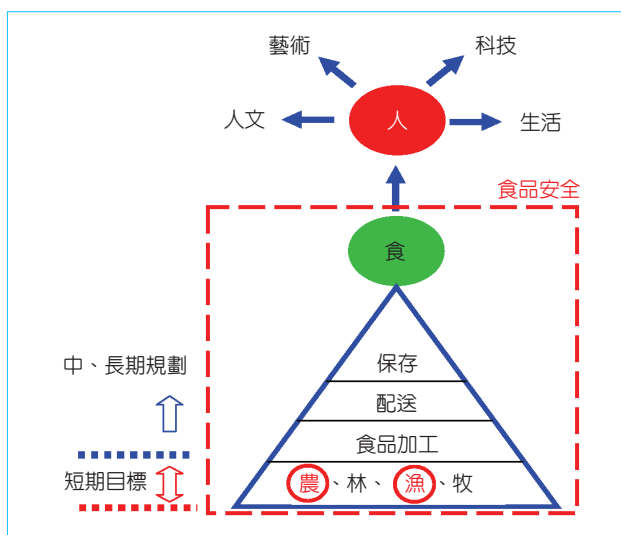 藝術
科技
人文
人
生活
食品安全
食
保存
中、長期規劃
配送
食品加工
短期目標
農、林、漁、牧